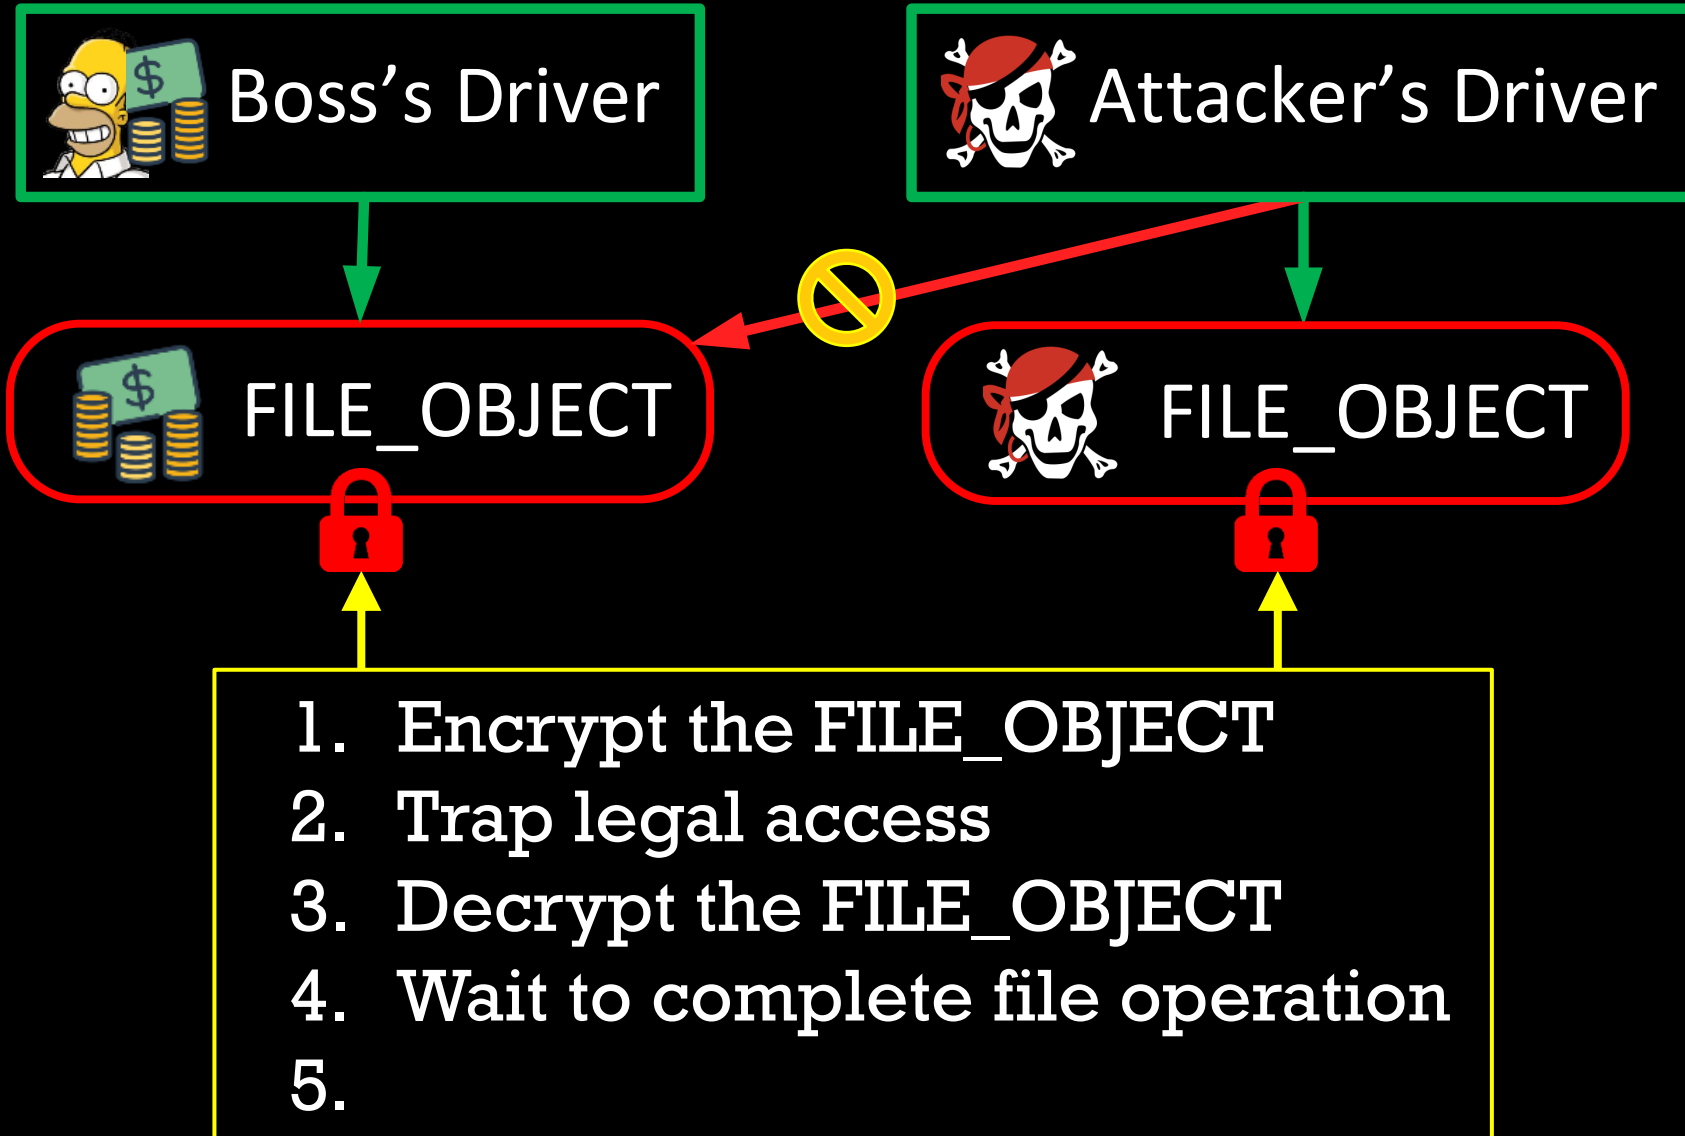 Boss's Driver
Attacker's Driver
$
FILE_OBJECT
$
FILE_OBJECT
1. Encrypt the FILE_OBJECT
2. Trap legal access
3. Decrypt the FILE_OBJECT
4. Wait to complete file operation
5.